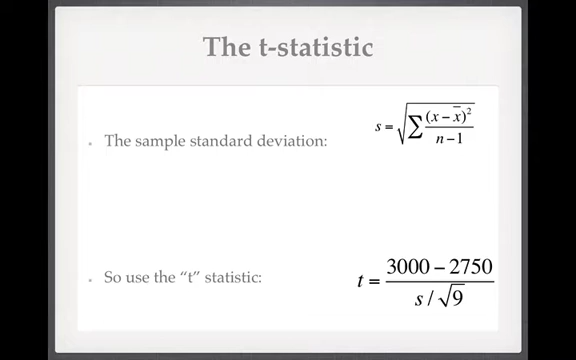 The t-statistic
• The sample standard deviation: s = √∑ (x – x̅)² / n – 1
• So use the “t” statistic: t = 3000 – 2750 / s / √9